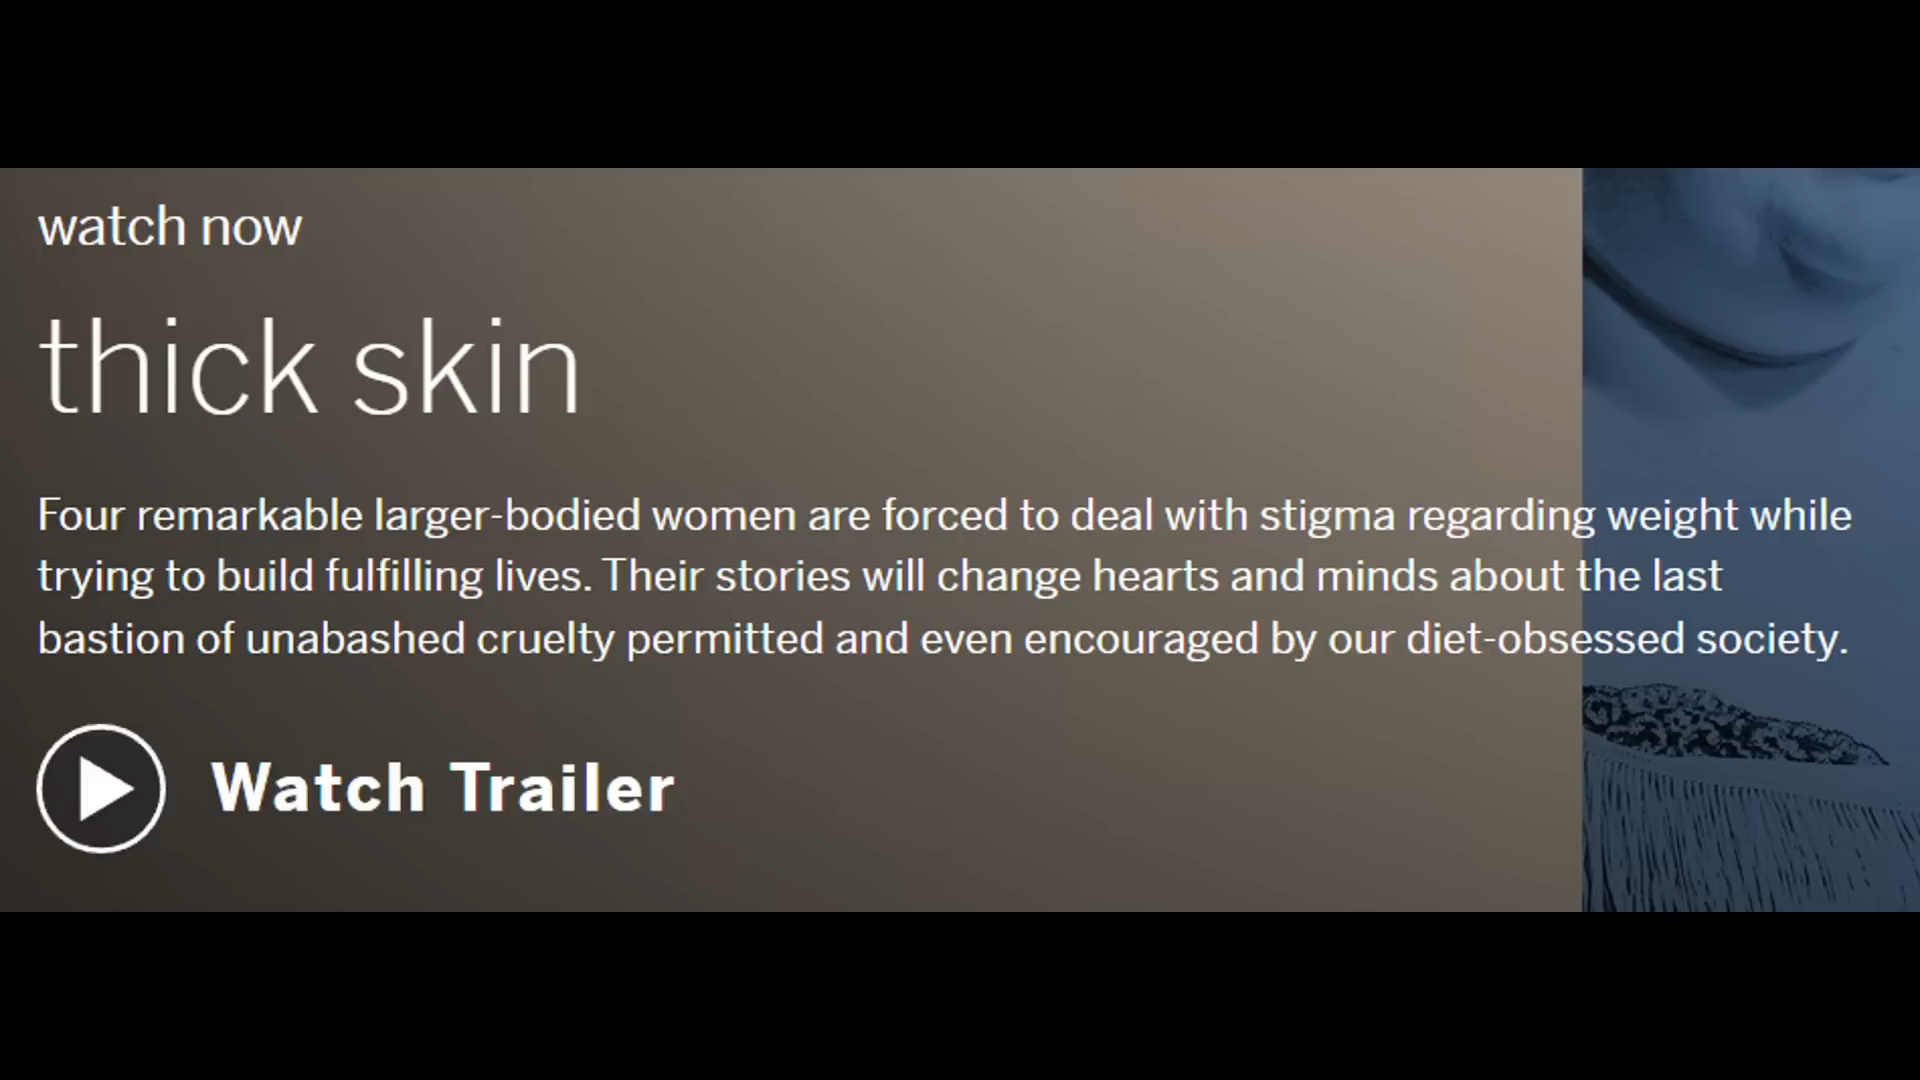 watch now
thick skin
Four remarkable larger-bodied women are forced to deal with stigma regarding weight while
trying to build fulfilling lives. Their stories will change hearts and minds about the last
bastion of unabashed cruelty permitted and even encouraged by our diet-obsessed society.
Watch Trailer